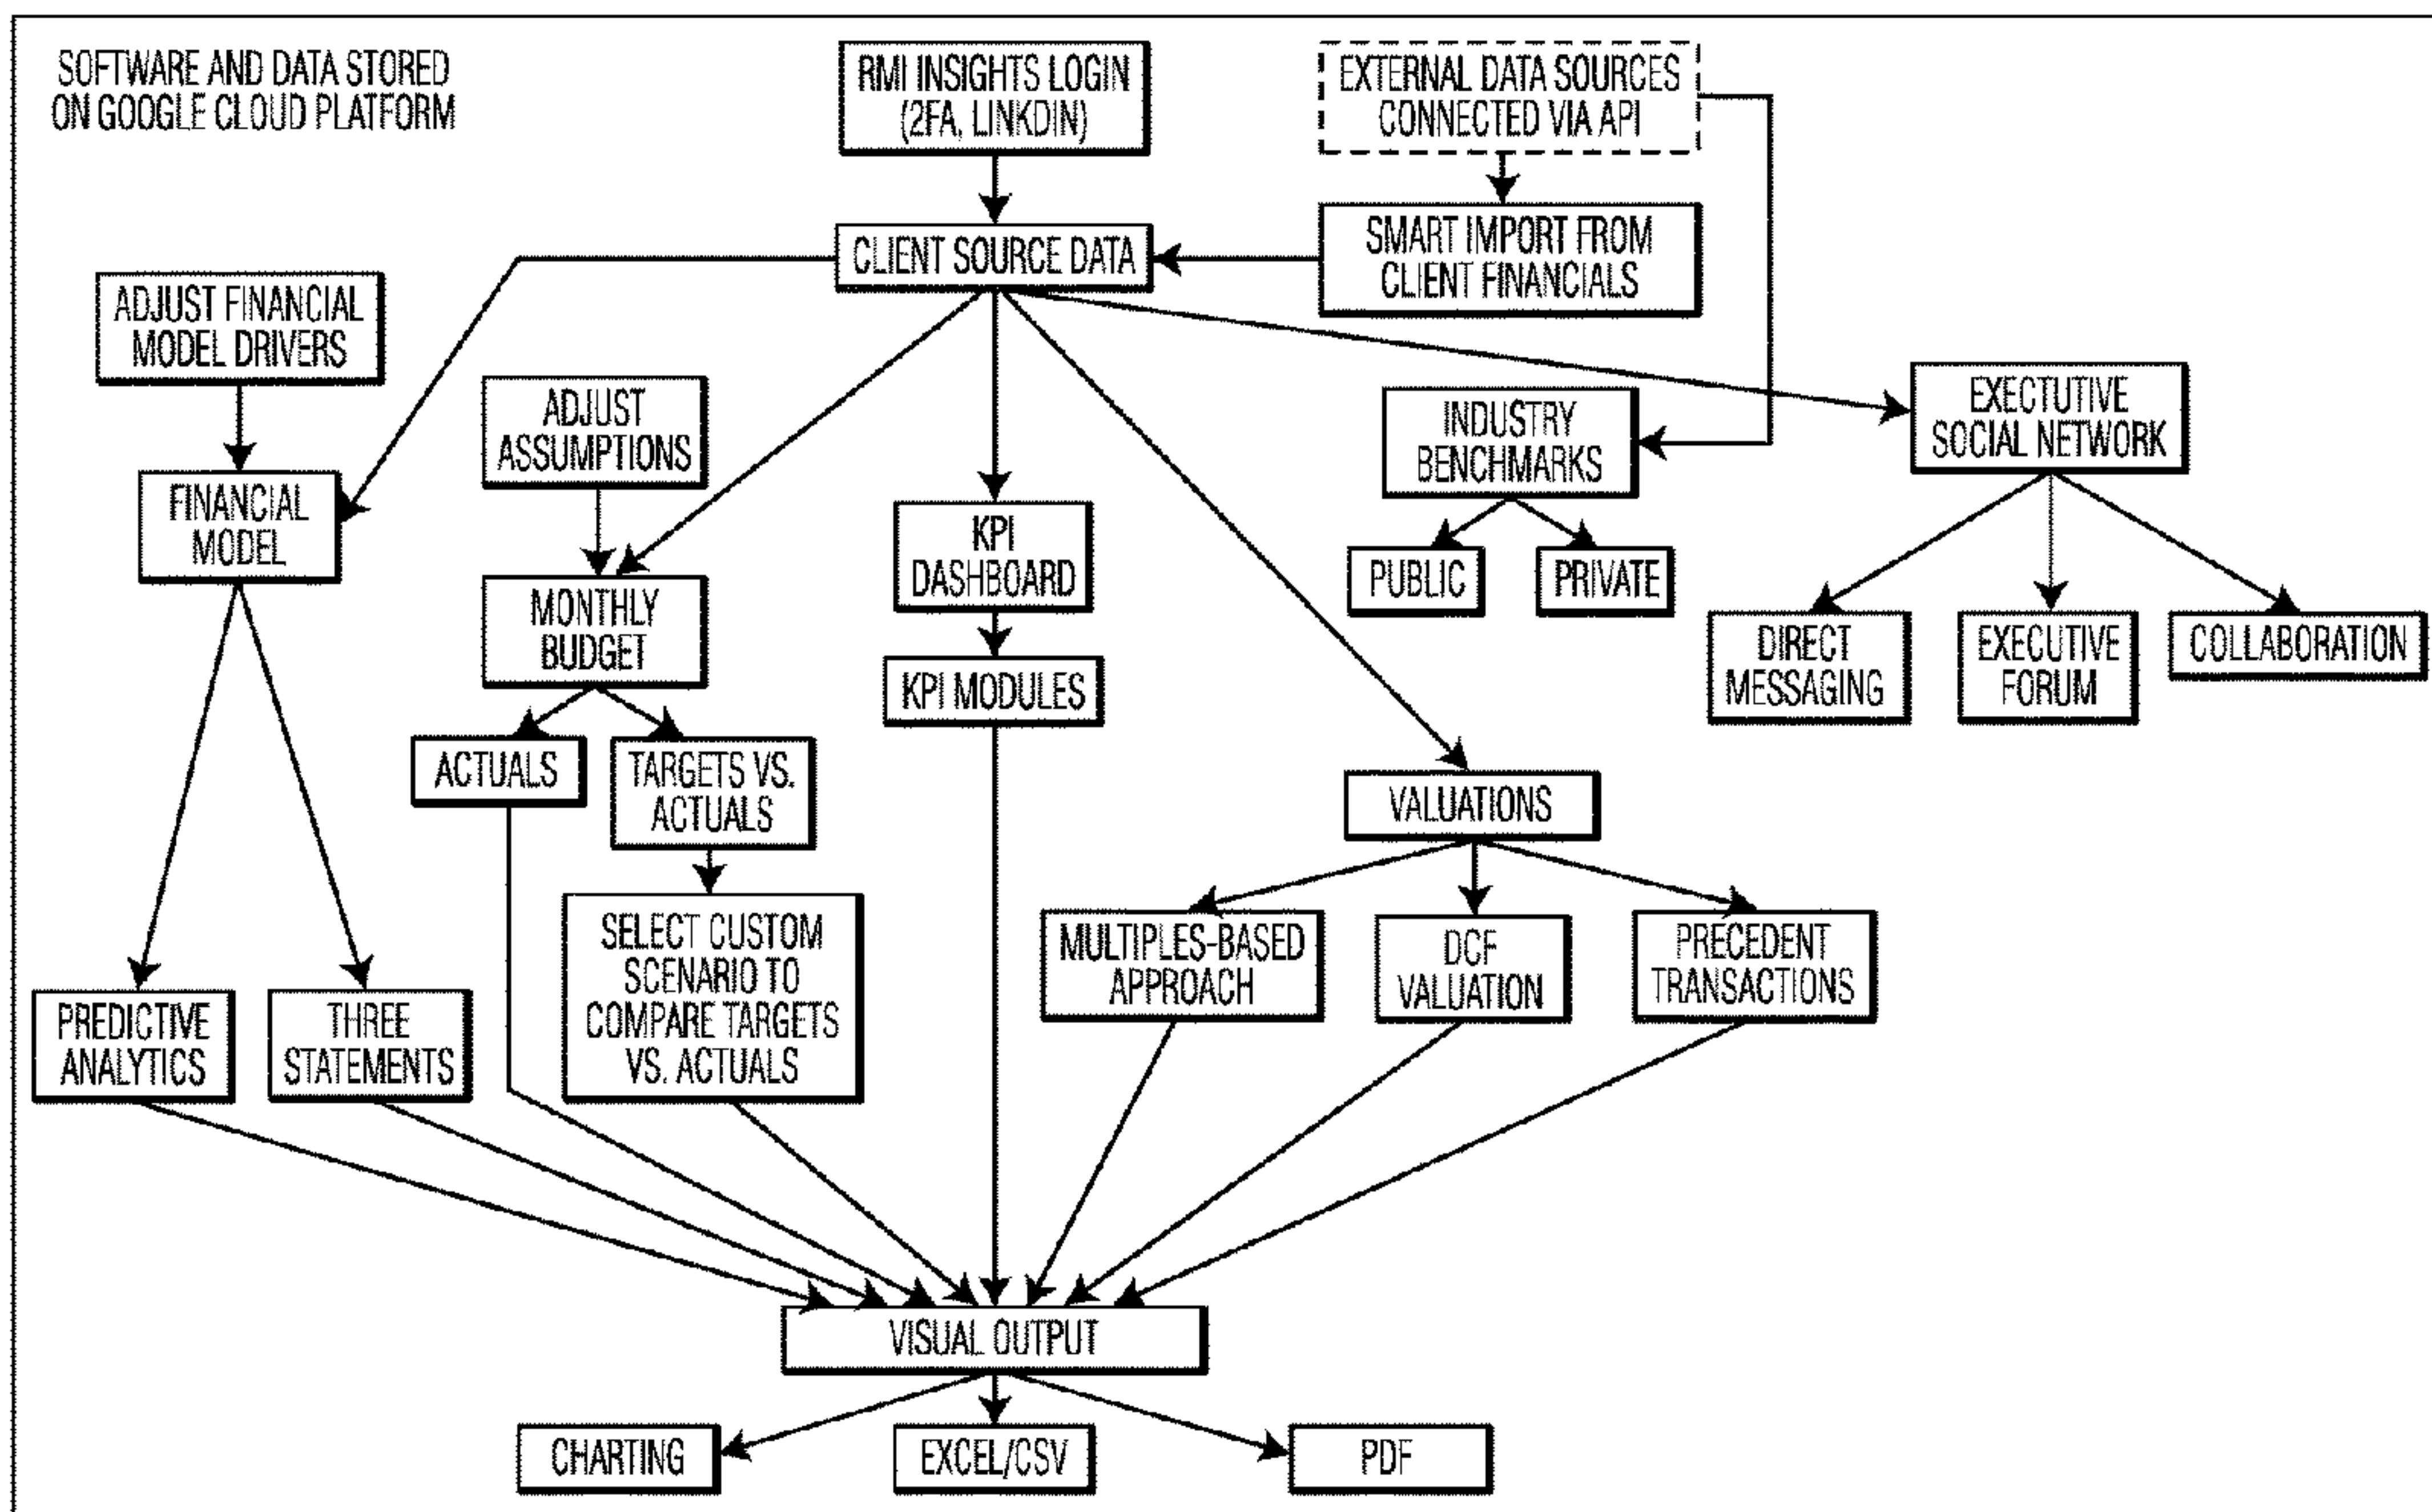 SOFTWARE AND DATA STORED
ON GOOGLE CLOUD PLATFORM
RMI INSIGHTS LOGIN
(2FA, LINKDIN)
EXTERNAL DATA SOURCES
CONNECTED VIA API
CLIENT SOURCE DATA
SMART IMPORT FROM
CLIENT FINANCIALS
ADJUST FINANCIAL
MODEL DRIVERS
ADJUST
ASSUMPTIONS
INDUSTRY
BENCHMARKS
EXECTUTIVE
SOCIAL NETWORK
FINANCIAL
MODEL
KPI
DASHBOARD
PUBLIC
PRIVATE
MONTHLY
BUDGET
KPI MODULES
DIRECT
MESSAGING
EXECUTIVE
FORUM
COLLABORATION
ACTUALS
TARGETS VS.
ACTUALS
VALUATIONS
SELECT CUSTOM
SCENARIO TO
COMPARE TARGETS
VS. ACTUALS
MULTIPLES-BASED
APPROACH
DCF
VALUATION
PRECEDENT
TRANSACTIONS
PREDICTIVE
ANALYTICS
THREE
STATEMENTS
VISUAL OUTPUT
CHARTING
EXCEL/CSV
PDF